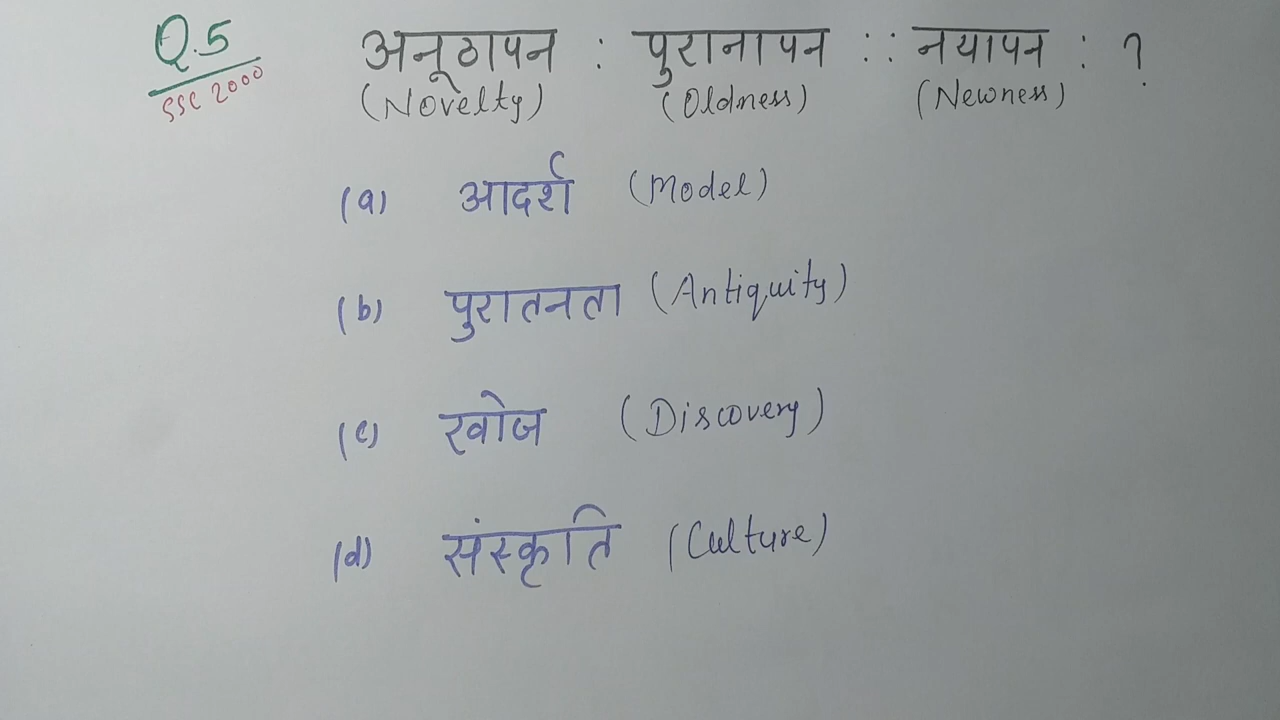 Q.5 अनूठापन : पुरानापन :: नयापन : ?
SSC 2000 (Novelty) (Oldness) (Newness)
(a) आदर्श (Model)
(b) पुरातनता (Antiquity)
(c) खोज (Discovery)
(d) संस्कृति (Culture)